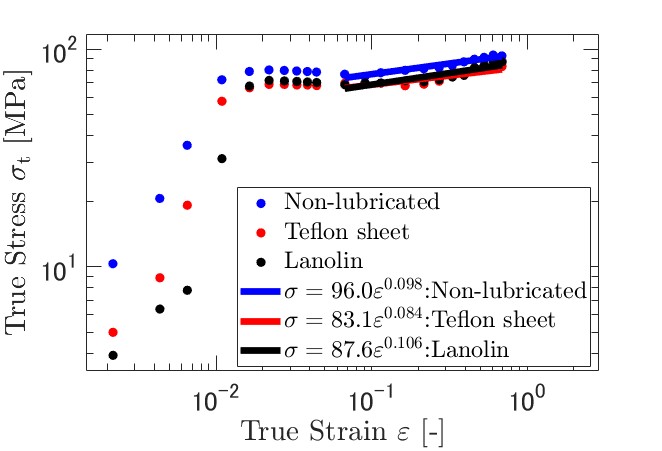 True Stress σt [MPa]
10²
10¹
Non-lubricated
Teflon sheet
Lanolin
σ = 96.0ε^0.098:Non-lubricated
σ = 83.1ε^0.084:Teflon sheet
σ = 87.6ε^0.106:Lanolin
10⁻² 10⁻¹ 10⁰
True Strain ε [-]